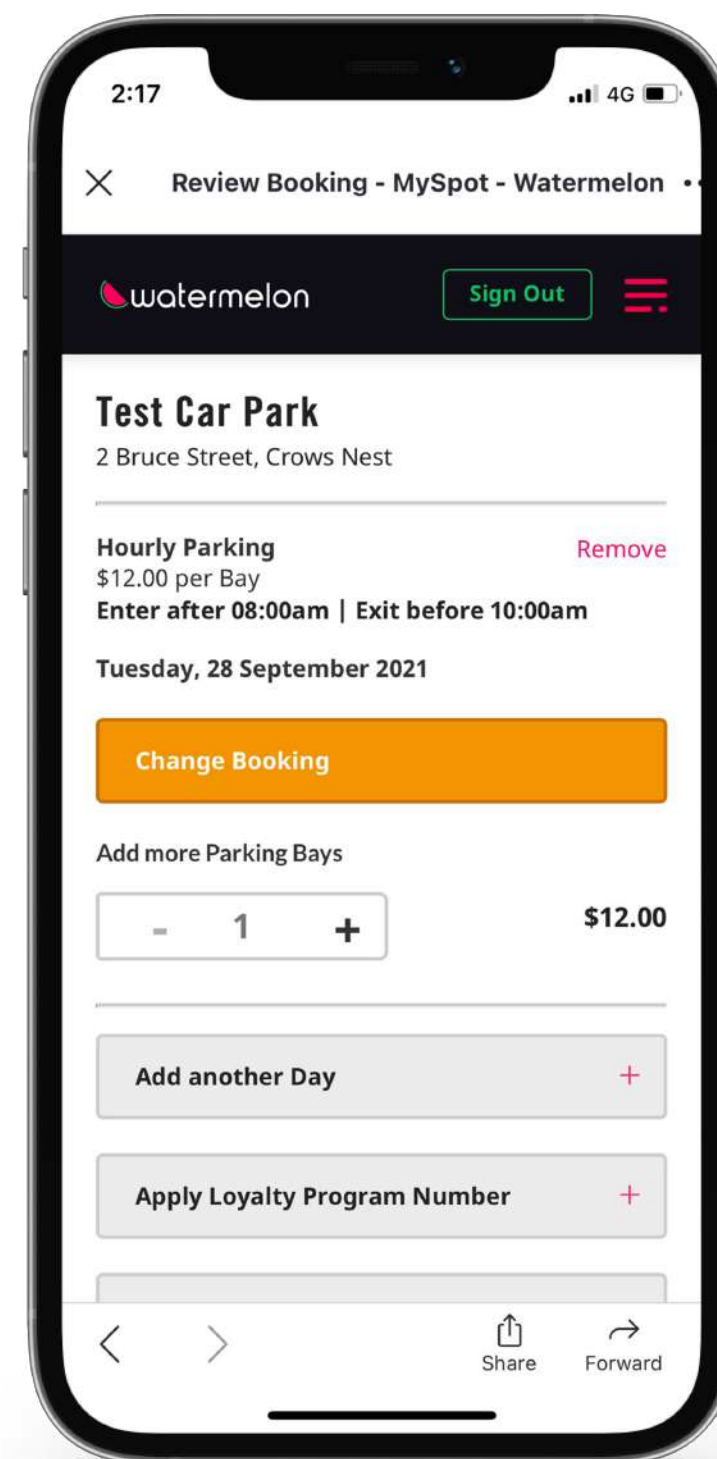 2:17
4G
Review Booking - MySpot - Watermelon
watermelon
Sign Out
Test Car Park
2 Bruce Street, Crows Nest
Hourly Parking
Remove
$12.00 per Bay
Enter after 08:00am | Exit before 10:00am
Tuesday, 28 September 2021
Change Booking
Add more Parking Bays
- 1 +
$12.00
Add another Day +
Apply Loyalty Program Number +
Share
Forward